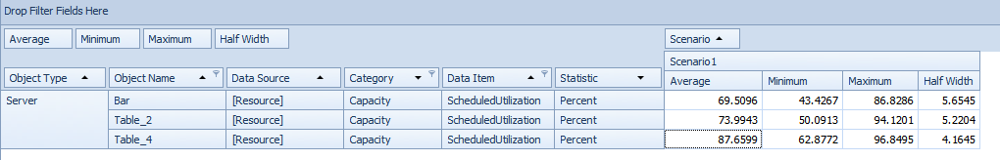 Drop Filter Fields Here
Average Minimum Maximum Half Width Scenario
Scenario1
Object Type Object Name Data Source Category Data Item Statistic Average Minimum Maximum Half Width
Server Bar [Resource] Capacity ScheduledUtilization Percent 69.5096 43.4267 86.8286 5.6545
Table_2 [Resource] Capacity ScheduledUtilization Percent 73.9943 50.0913 94.1201 5.2204
Table_4 [Resource] Capacity ScheduledUtilization Percent 87.6599 62.8772 96.8495 4.1645